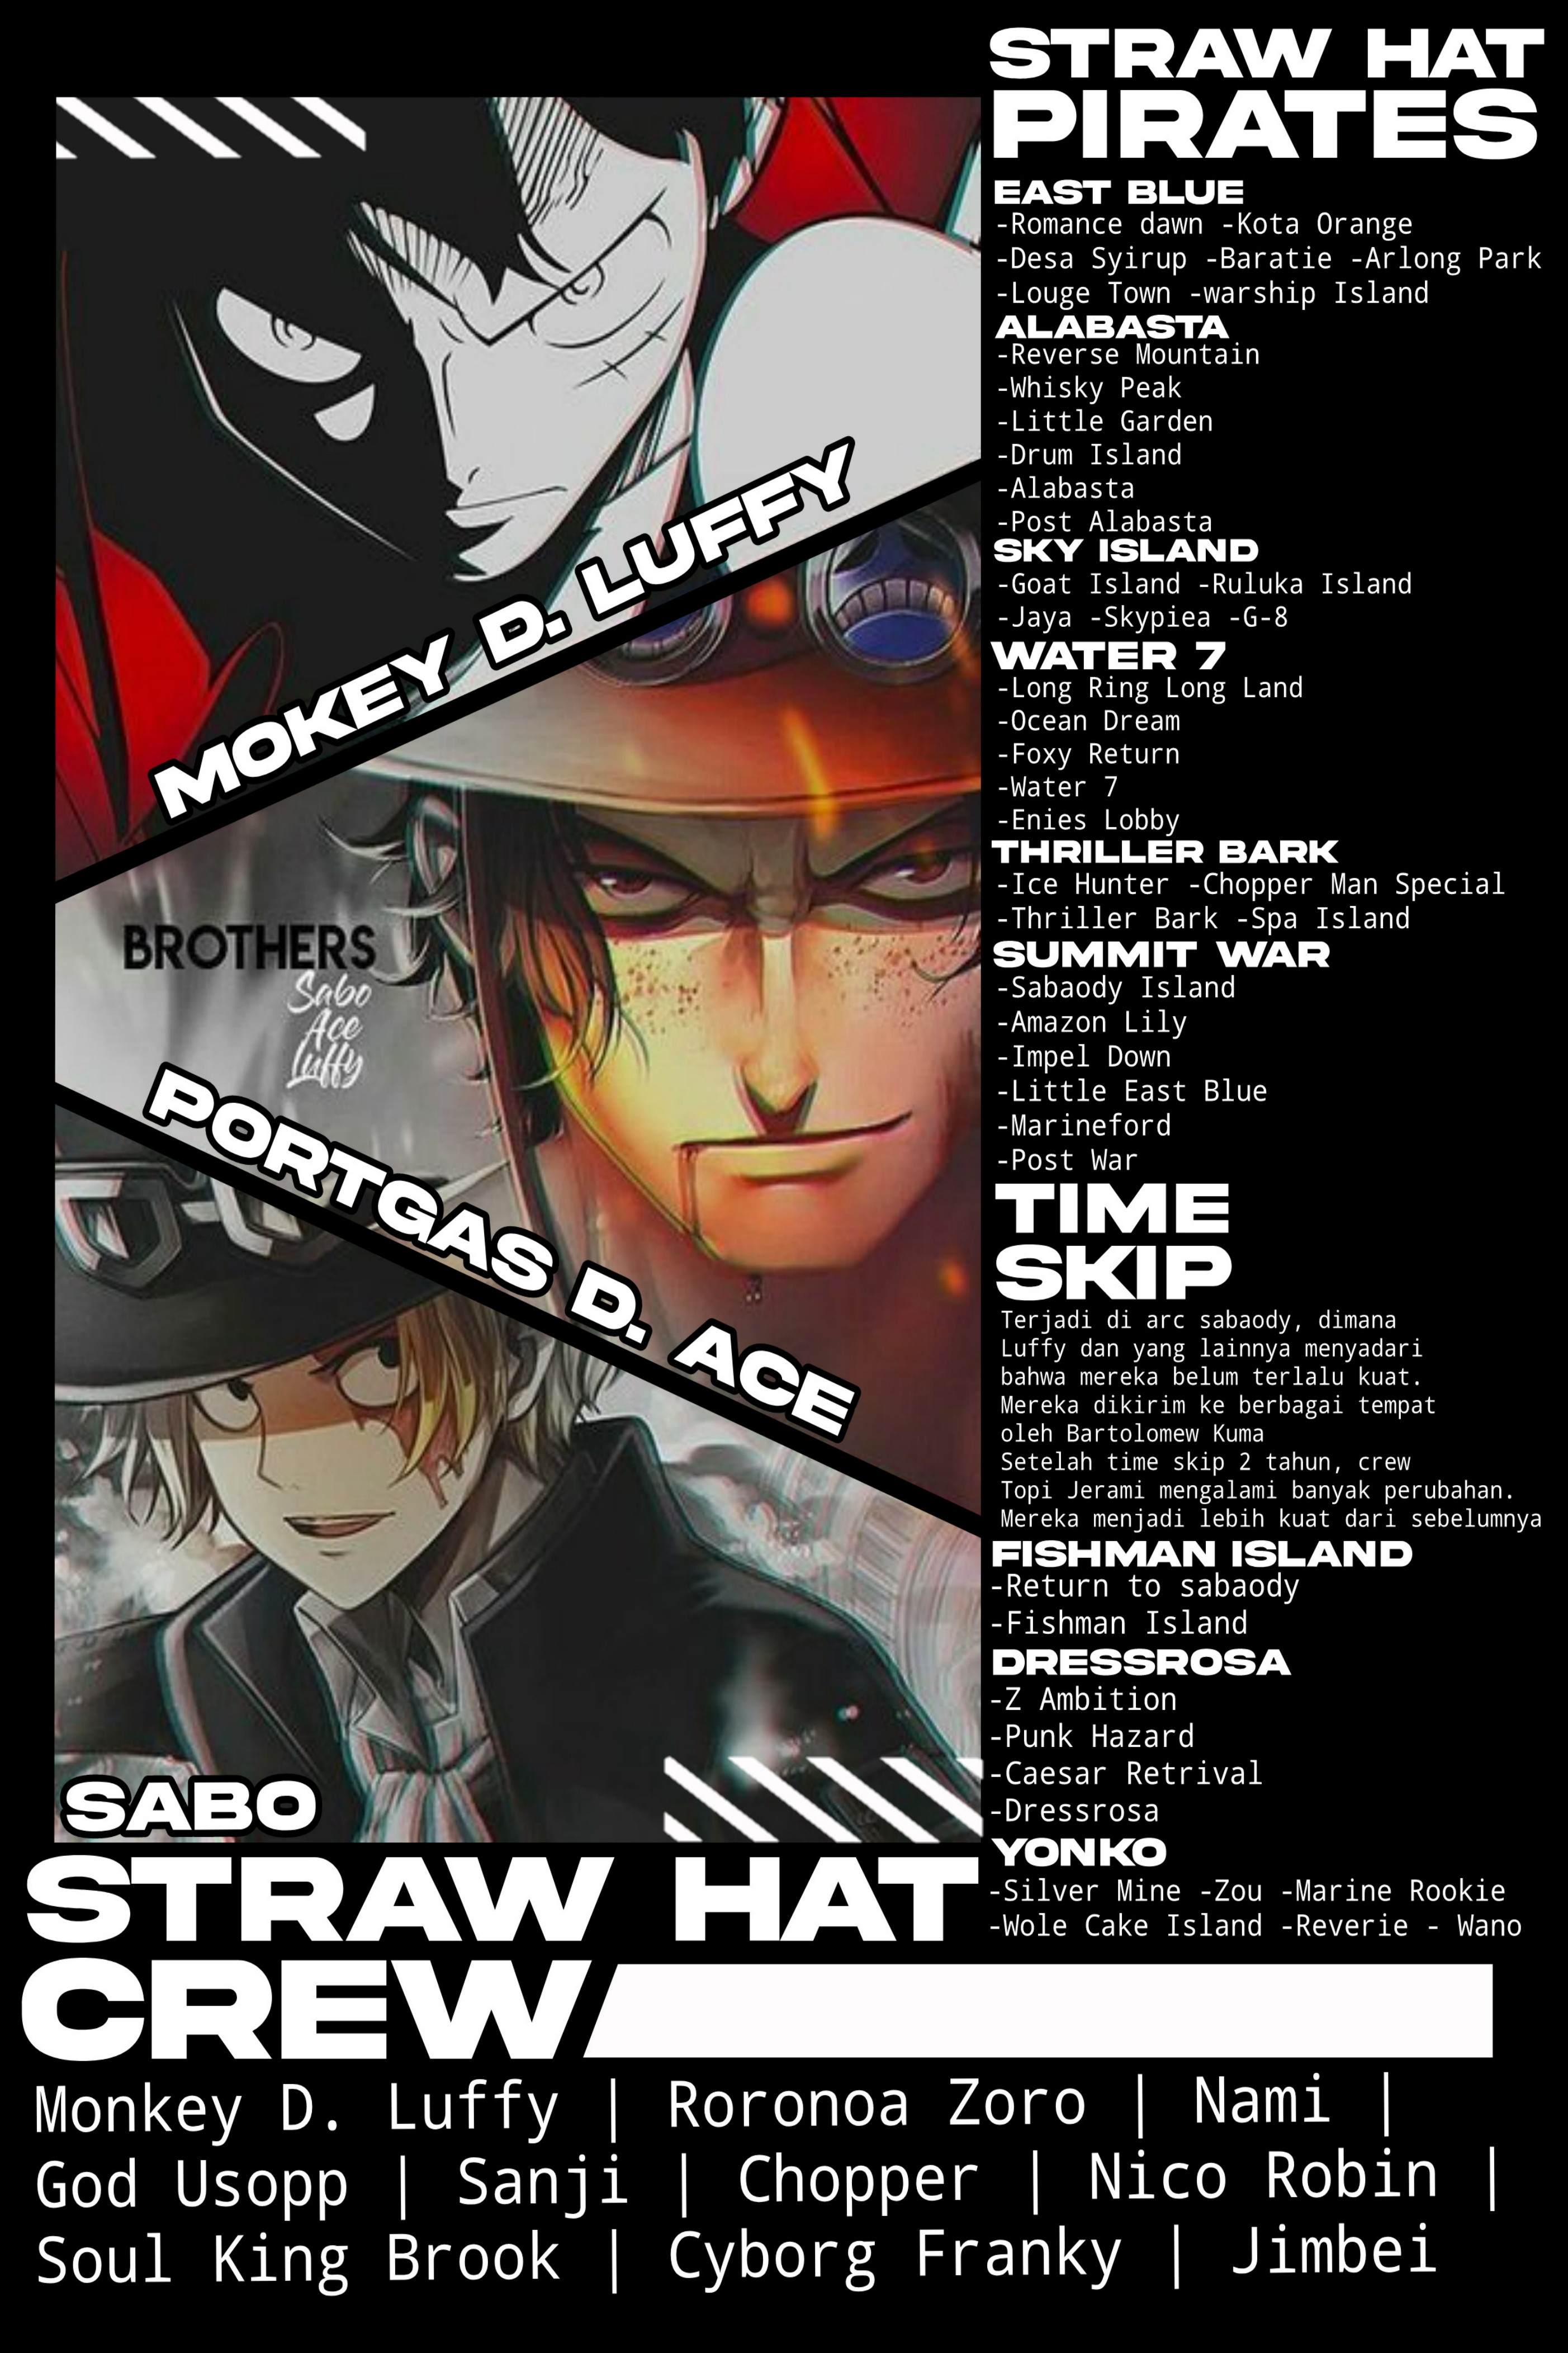 STRAW HAT
PIRATES
EAST BLUE
-Romance dawn -Kota Orange
-Desa Syirup -Baratie -Arlong Park
-Louge Town -warship Island
ALABASTA
-Reverse Mountain
-Whisky Peak
-Little Garden
-Drum Island
-Alabasta
-Post Alabasta
SKY ISLAND
-Goat Island -Ruluka Island
-Jaya -Skypiea -G-8
WATER 7
-Long Ring Long Land
-Ocean Dream
-Foxy Return
-Water 7
-Enies Lobby
THRILLER BARK
-Ice Hunter -Chopper Man Special
-Thriller Bark -Spa Island
SUMMIT WAR
-Sabaody Island
-Amazon Lily
-Impel Down
-Little East Blue
-Marineford
-Post War
TIME
SKIP
Terjadi di arc sabaody, dimana
Luffy dan yang lainnya menyadari
bahwa mereka belum terlalu kuat.
Mereka dikirim ke berbagai tempat
oleh Bartolomew Kuma
Setelah time skip 2 tahun, crew
Topi Jerami mengalami banyak perubahan.
Mereka menjadi lebih kuat dari sebelumnya
FISHMAN ISLAND
-Return to sabaody
-Fishman Island
DRESSROSA
-Z Ambition
-Punk Hazard
-Caesar Retrival
-Dressrosa
YONKO
-Silver Mine -Zou -Marine Rookie
-Wole Cake Island -Reverie - Wano
MOKEY D. LUFFY
BROTHERS
Sabo
Ace
Luffy
PORTGAS D. ACE
SABO
STRAW HAT
CREW
Monkey D. Luffy | Roronoa Zoro | Nami |
God Usopp | Sanji | Chopper | Nico Robin |
Soul King Brook | Cyborg Franky | Jimbei